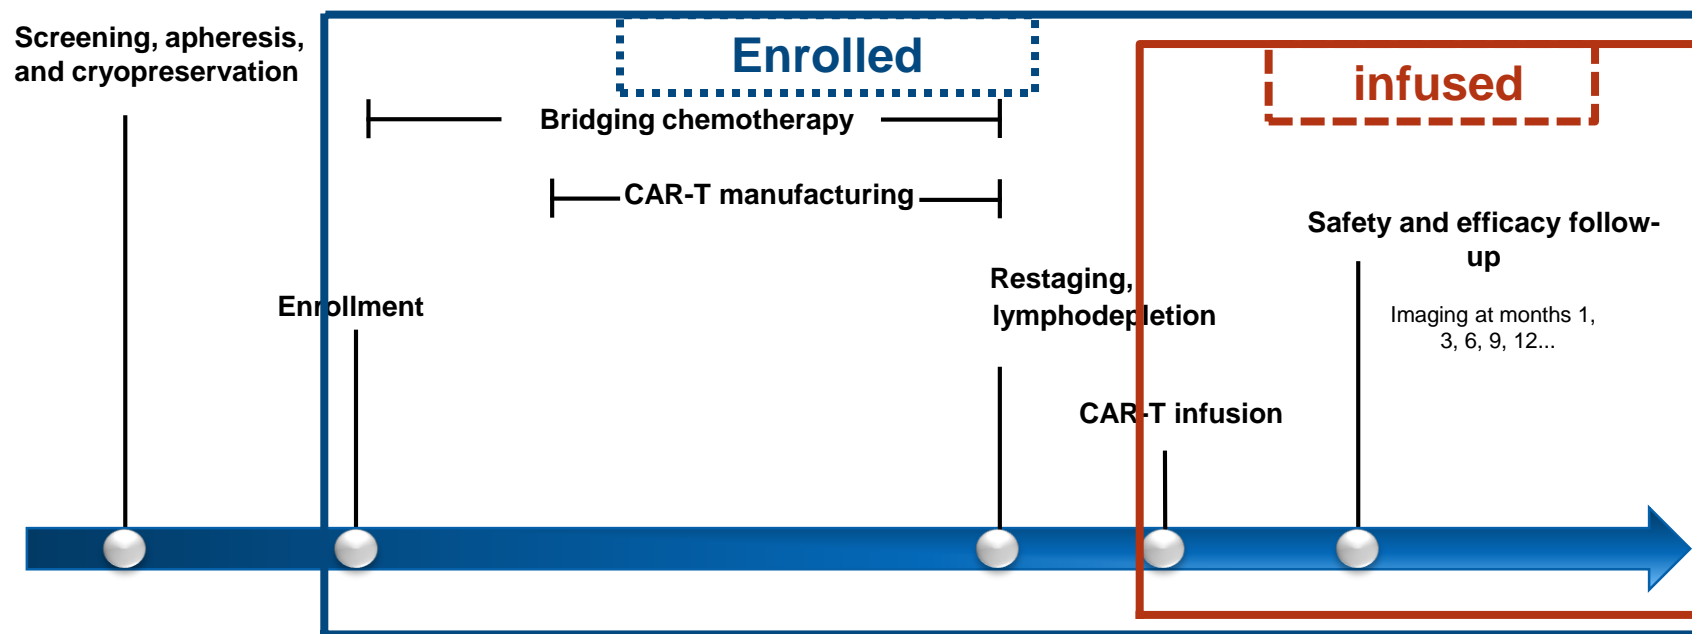 Screening, apheresis,
and cryopreservation
Enrolled
infused
Bridging chemotherapy
CAR-T manufacturing
Safety and efficacy follow-
up
Restaging,
lymphodepletion
Enrollment
Imaging at months 1,
3, 6, 9, 12...
CAR-T infusion